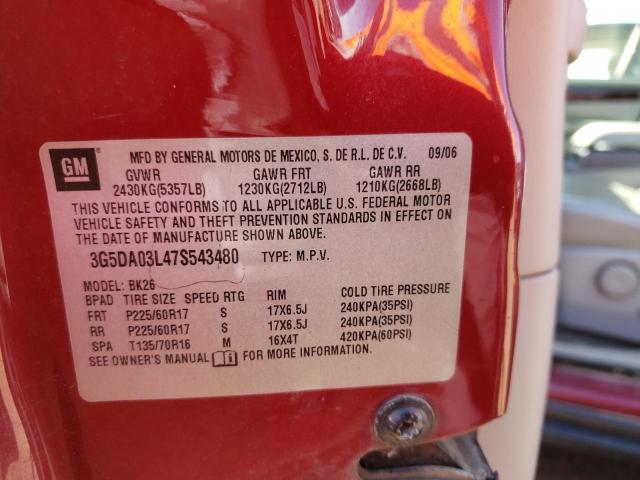 GM
MFD BY GENERAL MOTORS DE MEXICO, S. DE R.L. DE C.V. 09/06
GVWR GAWR FRT GAWR RR
2430KG(5357LB) 1230KG(2712LB) 1210KG(2668LB)
THIS VEHICLE CONFORMS TO ALL APPLICABLE U.S. FEDERAL MOTOR
VEHICLE SAFETY AND THEFT PREVENTION STANDARDS IN EFFECT ON
THE DATE OF MANUFACTURE SHOWN ABOVE.
3G5DA03L47S543480 TYPE: M.P.V.
MODEL: BK26
BPAD TIRE SIZE SPEED RTG RIM COLD TIRE PRESSURE
FRT P225/60R17 S 17X6.5J 240KPA(35PSI)
RR P225/60R17 S 17X6.5J 240KPA(35PSI)
SPA T135/70R16 M 16X4T 420KPA(60PSI)
SEE OWNER'S MANUAL FOR MORE INFORMATION.